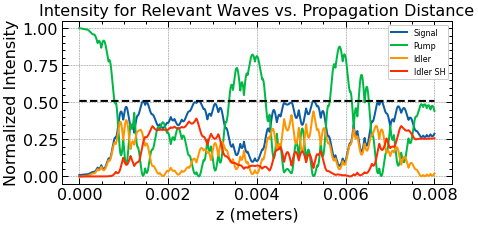 Intensity for Relevant Waves vs. Propagation Distance
Normalized Intensity
1.00
0.75
0.50
0.25
0.00
Signal
Pump
Idler
Idler SH
0.000
0.002
0.004
0.006
0.008
z (meters)